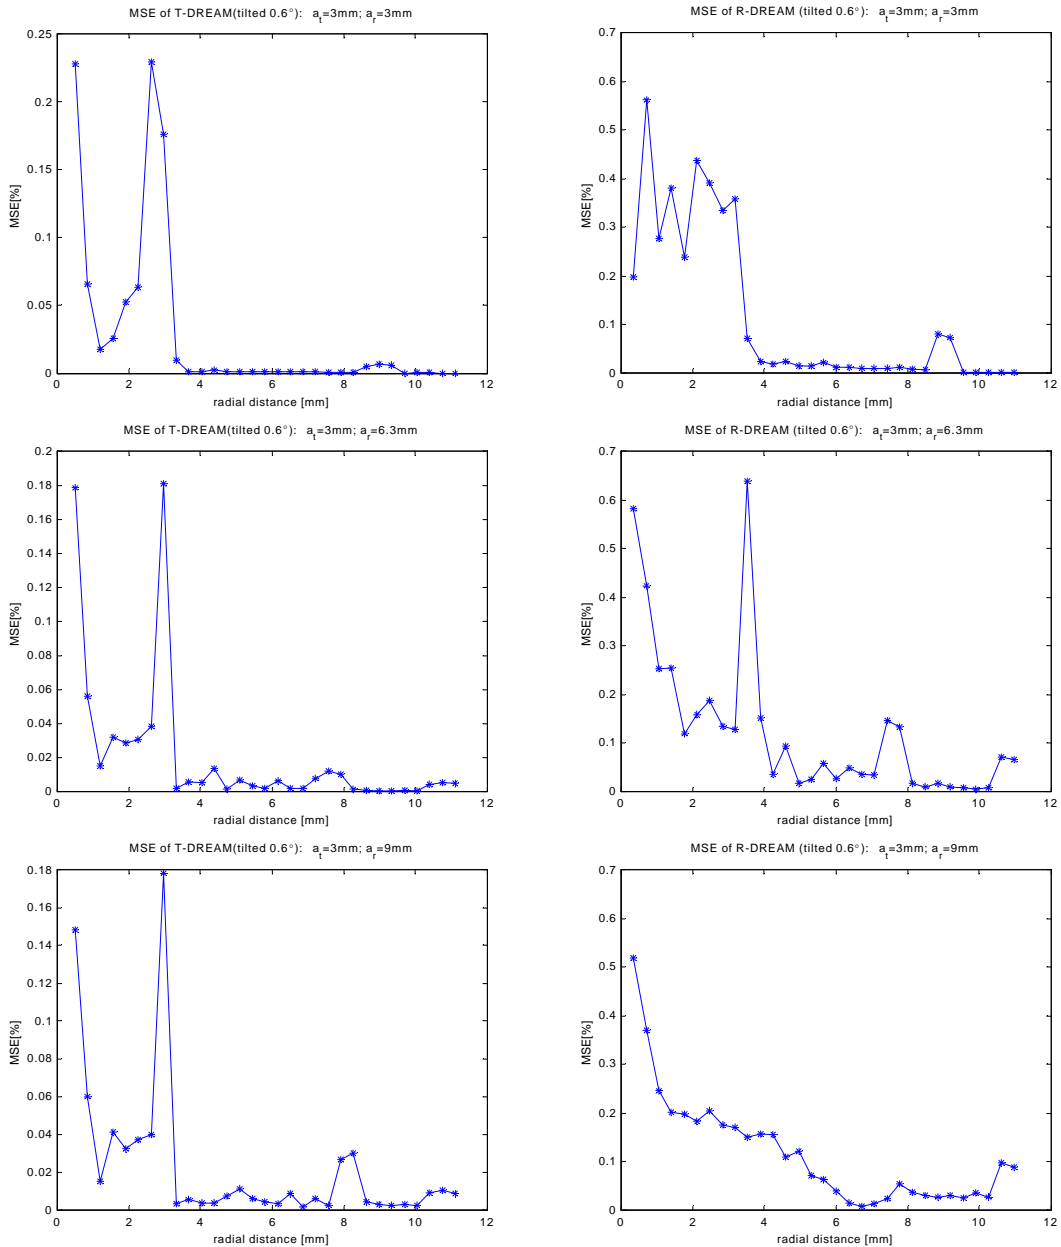 MSE of T-DREAM(tilted 0.6°): a_t=3mm; a_r=3mm
0.25
0.2
0.15
0.1
0.05
0
MSE[%]
0 2 4 6 8 10 12
radial distance [mm]
MSE of R-DREAM (tilted 0.6°): a_t=3mm; a_r=3mm
0.7
0.6
0.5
0.4
0.3
0.2
0.1
0
MSE[%]
0 2 4 6 8 10 12
radial distance [mm]
MSE of T-DREAM(tilted 0.6°): a_t=3mm; a_r=6.3mm
0.2
0.18
0.16
0.14
0.12
0.1
0.08
0.06
0.04
0.02
0
MSE[%]
0 2 4 6 8 10 12
radial distance [mm]
MSE of R-DREAM (tilted 0.6°): a_t=3mm; a_r=6.3mm
0.7
0.6
0.5
0.4
0.3
0.2
0.1
0
MSE[%]
0 2 4 6 8 10 12
radial distance [mm]
MSE of T-DREAM(tilted 0.6°): a_t=3mm; a_r=9mm
0.18
0.16
0.14
0.12
0.1
0.08
0.06
0.04
0.02
0
MSE[%]
0 2 4 6 8 10 12
radial distance [mm]
MSE of R-DREAM (tilted 0.6°): a_t=3mm; a_r=9mm
0.7
0.6
0.5
0.4
0.3
0.2
0.1
0
MSE[%]
0 2 4 6 8 10 12
radial distance [mm]